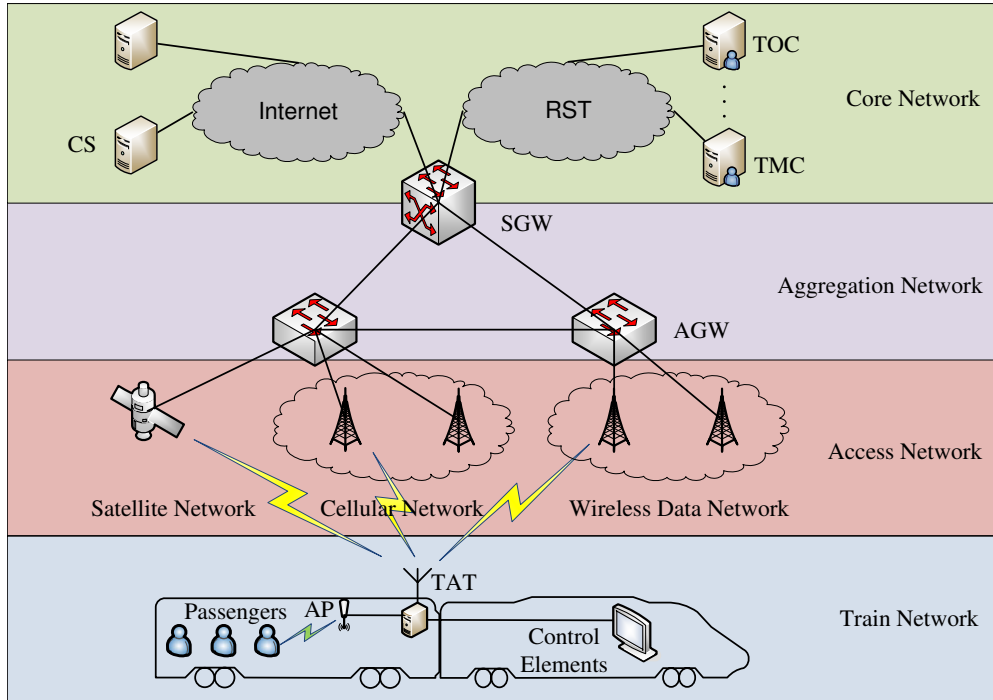 TOC
Internet
RST
Core Network
CS
TMC
SGW
Aggregation Network
AGW
Access Network
Satellite Network
Cellular Network
Wireless Data Network
TAT
Passengers
AP
Train Network
Control
Elements